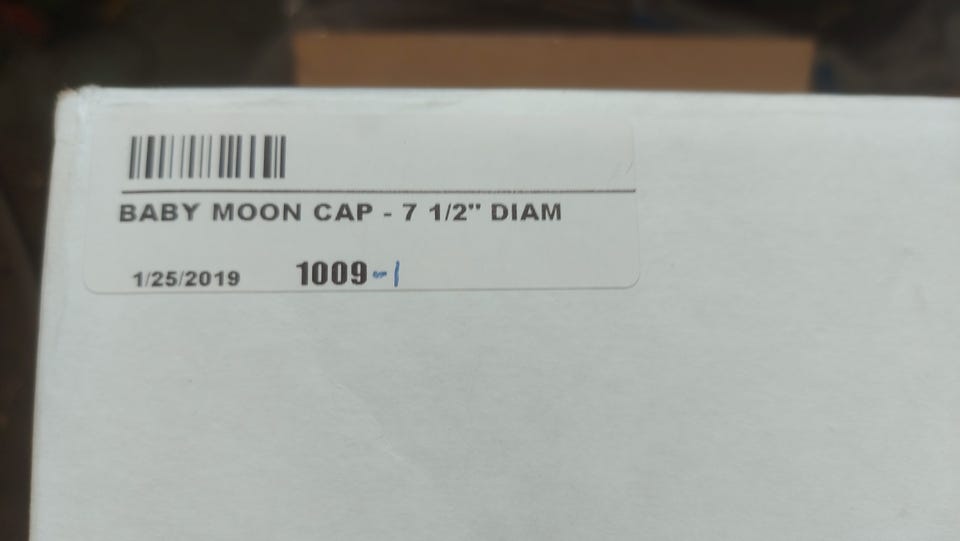 BABY MOON CAP - 7 1/2" DIAM
1/25/2019 1009-1